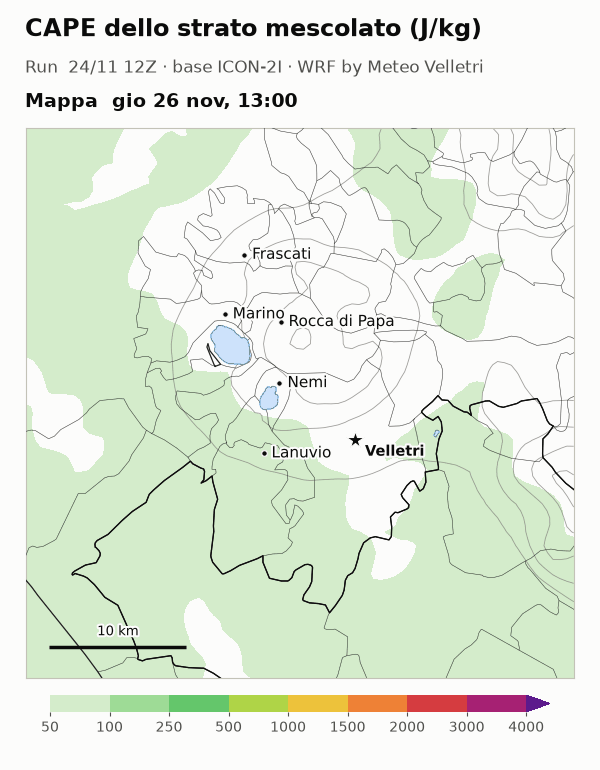 CAPE dello strato mescolato (J/kg)
Run  24/11 12Z · base ICON-2I · WRF by Meteo Velletri
Mappa  gio 26 nov, 13:00
Frascati
Marino
Rocca di Papa
Nemi
Velletri
Lanuvio
10 km
50 100 250 500 1000 1500 2000 3000 4000